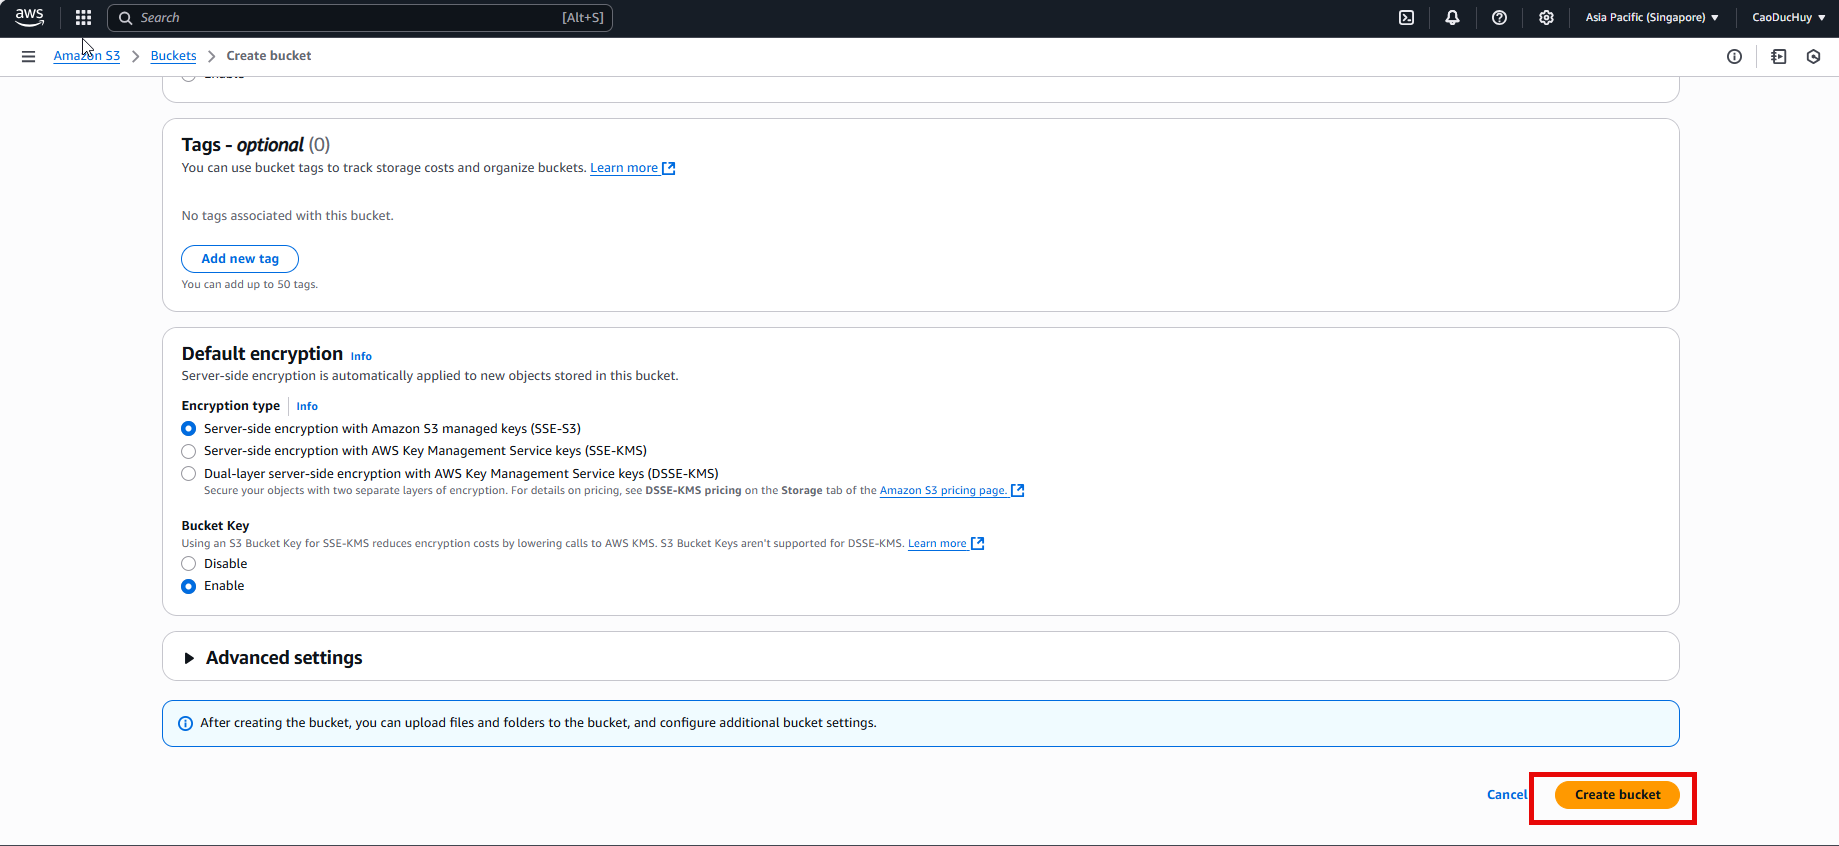 aws
Search
[Alt+S]
Asia Pacific (Singapore)
CaoDucHuy
Amazon S3
Buckets
Create bucket
Enable
Tags - optional (0)
You can use bucket tags to track storage costs and organize buckets. Learn more
No tags associated with this bucket.
Add new tag
You can add up to 50 tags.
Default encryption Info
Server-side encryption is automatically applied to new objects stored in this bucket.
Encryption type Info
Server-side encryption with Amazon S3 managed keys (SSE-S3)
Server-side encryption with AWS Key Management Service keys (SSE-KMS)
Dual-layer server-side encryption with AWS Key Management Service keys (DSSE-KMS)
Secure your objects with two separate layers of encryption. For details on pricing, see DSSE-KMS pricing on the Storage tab of the Amazon S3 pricing page.
Bucket Key
Using an S3 Bucket Key for SSE-KMS reduces encryption costs by lowering calls to AWS KMS. S3 Bucket Keys aren't supported for DSSE-KMS. Learn more
Disable
Enable
Advanced settings
After creating the bucket, you can upload files and folders to the bucket, and configure additional bucket settings.
Cancel
Create bucket